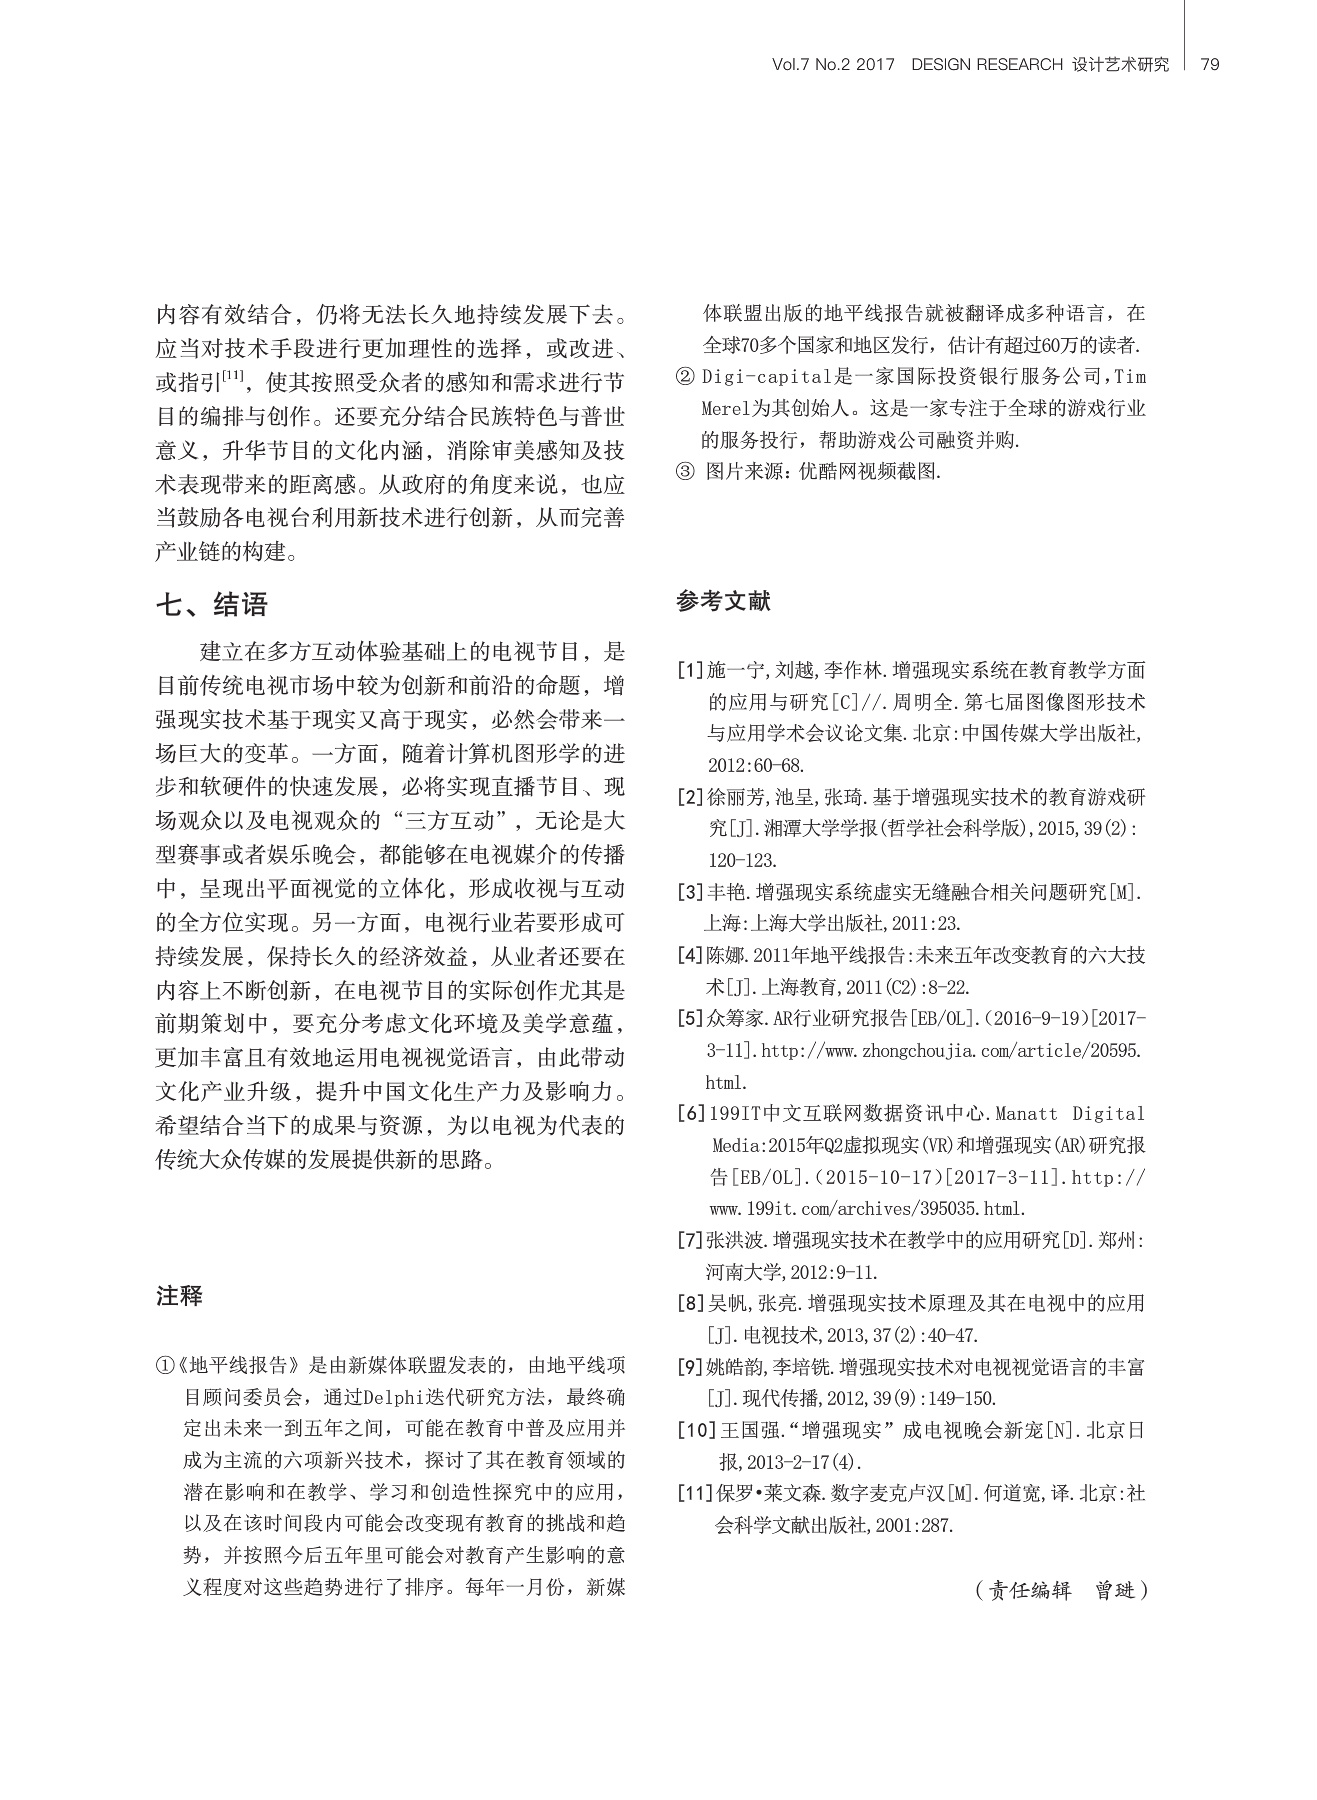 Vol.7 No.2 2017 DESIGN RESEARCH 设计艺术研究 79
内容有效结合，仍将无法长久地持续发展下去。
应当对技术手段进行更加理性的选择，或改进、
或指引[11]，使其按照受众者的感知和需求进行节
目的编排与创作。还要充分结合民族特色与普世
意义，升华节目的文化内涵，消除审美感知及技
术表现带来的距离感。从政府的角度来说，也应
当鼓励各电视台利用新技术进行创新，从而完善
产业链的构建。
七、结语
建立在多方互动体验基础上的电视节目，是
目前传统电视市场中较为创新和前沿的命题，增
强现实技术基于现实又高于现实，必然会带来一
场巨大的变革。一方面，随着计算机图形学的进
步和软硬件的快速发展，必将实现直播节目、现
场观众以及电视观众的“三方互动”，无论是大
型赛事或者娱乐晚会，都能够在电视媒介的传播
中，呈现出平面视觉的立体化，形成收视与互动
的全方位实现。另一方面，电视行业若要形成可
持续发展，保持长久的经济效益，从业者还要在
内容上不断创新，在电视节目的实际创作尤其是
前期策划中，要充分考虑文化环境及美学意蕴，
更加丰富且有效地运用电视视觉语言，由此带动
文化产业升级，提升中国文化生产力及影响力。
希望结合当下的成果与资源，为以电视为代表的
传统大众传媒的发展提供新的思路。
注释
①《地平线报告》是由新媒体联盟发表的，由地平线项
目顾问委员会，通过Delphi迭代研究方法，最终确
定出未来一到五年之间，可能在教育中普及应用并
成为主流的六项新兴技术，探讨了其在教育领域的
潜在影响和在教学、学习和创造性探究中的应用，
以及在该时间段内可能会改变现有教育的挑战和趋
势，并按照今后五年里可能会对教育产生影响的意
义程度对这些趋势进行了排序。每年一月份，新媒
体联盟出版的地平线报告就被翻译成多种语言，在
全球70多个国家和地区发行，估计有超过60万的读者.
② Digi-capital是一家国际投资银行服务公司,Tim
Merel为其创始人。这是一家专注于全球的游戏行业
的服务投行，帮助游戏公司融资并购.
③ 图片来源: 优酷网视频截图.
参考文献
[1]施一宁,刘越,李作林.增强现实系统在教育教学方面
的应用与研究[C]//.周明全.第七届图像图形技术
与应用学术会议论文集.北京:中国传媒大学出版社,
2012:60-68.
[2]徐丽芳,池呈,张琦.基于增强现实技术的教育游戏研
究[J].湘潭大学学报(哲学社会科学版),2015,39(2):
120-123.
[3]丰艳.增强现实系统虚实无缝融合相关问题研究[M].
上海:上海大学出版社,2011:23.
[4]陈娜.2011年地平线报告:未来五年改变教育的六大技
术[J].上海教育,2011(C2):8-22.
[5]众筹家.AR行业研究报告[EB/OL].(2016-9-19)[2017-
3-11].http://www.zhongchoujia.com/article/20595.
html.
[6]199IT中文互联网数据资讯中心.Manatt Digital
Media:2015年Q2虚拟现实(VR)和增强现实(AR)研究报
告[EB/OL].(2015-10-17)[2017-3-11].http://
www.199it.com/archives/395035.html.
[7]张洪波.增强现实技术在教学中的应用研究[D].郑州:
河南大学,2012:9-11.
[8]吴帆,张亮.增强现实技术原理及其在电视中的应用
[J].电视技术,2013,37(2):40-47.
[9]姚皓韵,李培铣.增强现实技术对电视视觉语言的丰富
[J].现代传播,2012,39(9):149-150.
[10]王国强.“增强现实”成电视晚会新宠[N].北京日
报,2013-2-17(4).
[11]保罗•莱文森.数字麦克卢汉[M].何道宽,译.北京:社
会科学文献出版社,2001:287.
（责任编辑 曾琎）